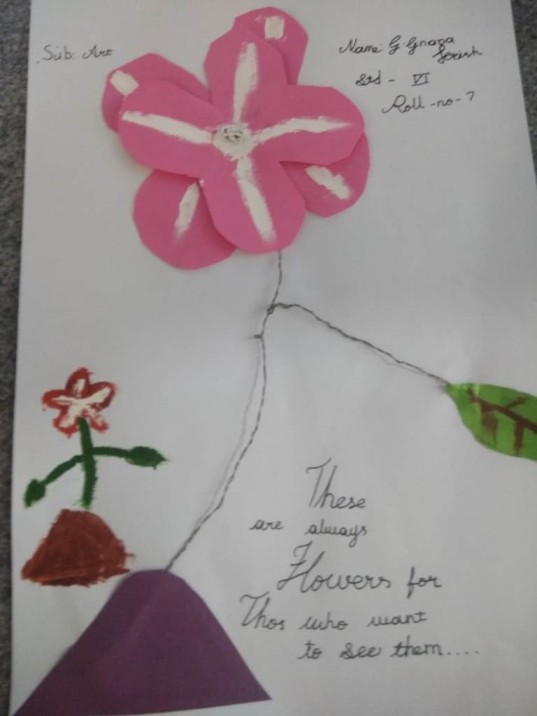 Sub: Art
Name: G Gnaga
Std - VI
Roll-no-7
These
are always
Flowers for
Thos who want
to see them....